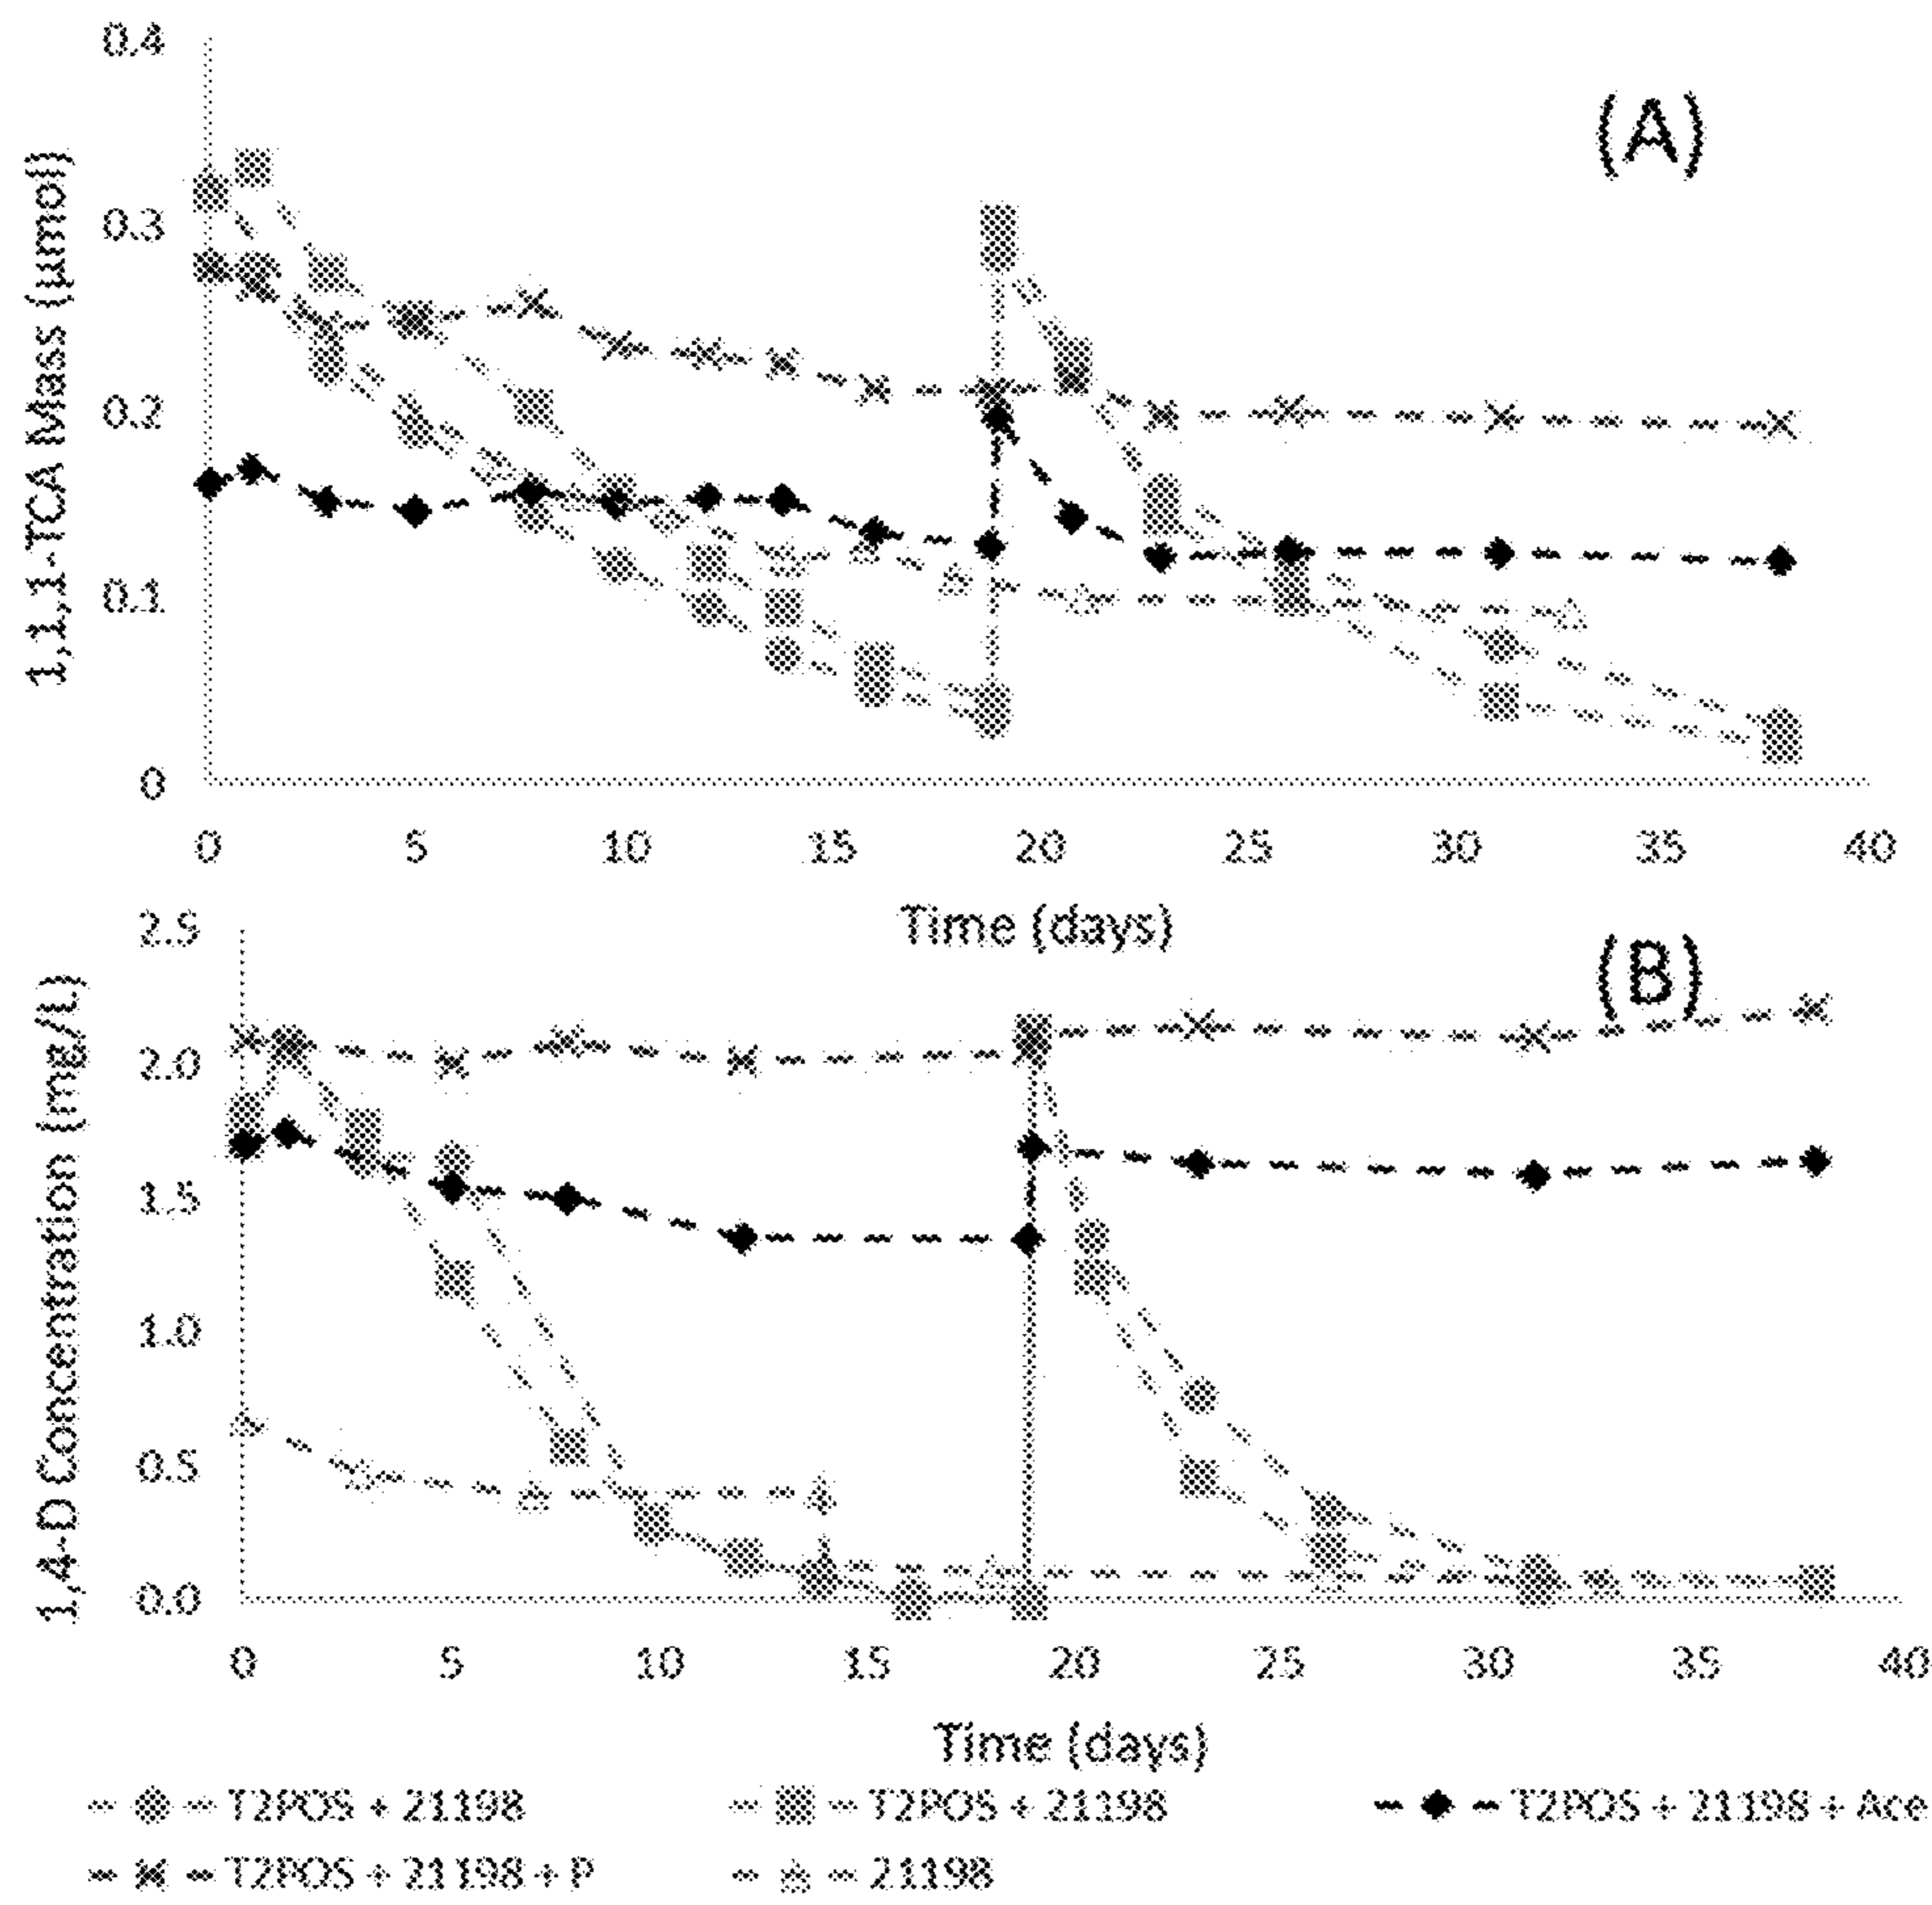 0.4
(A)
0.3
0.2
0.1
0
1,1,1-TCA Mass (µmol)
0 5 10 15 20 25 30 35 40
Time (days)
2.5
(B)
2.0
1.5
1.0
0.5
0.0
1,4-D Concentration (mg/L)
0 5 10 15 20 25 30 35 40
Time (days)
T2POS + 21198 T2POS + 21198 T2POS + 21198 + Ace
T2POS + 21198 + P 21198